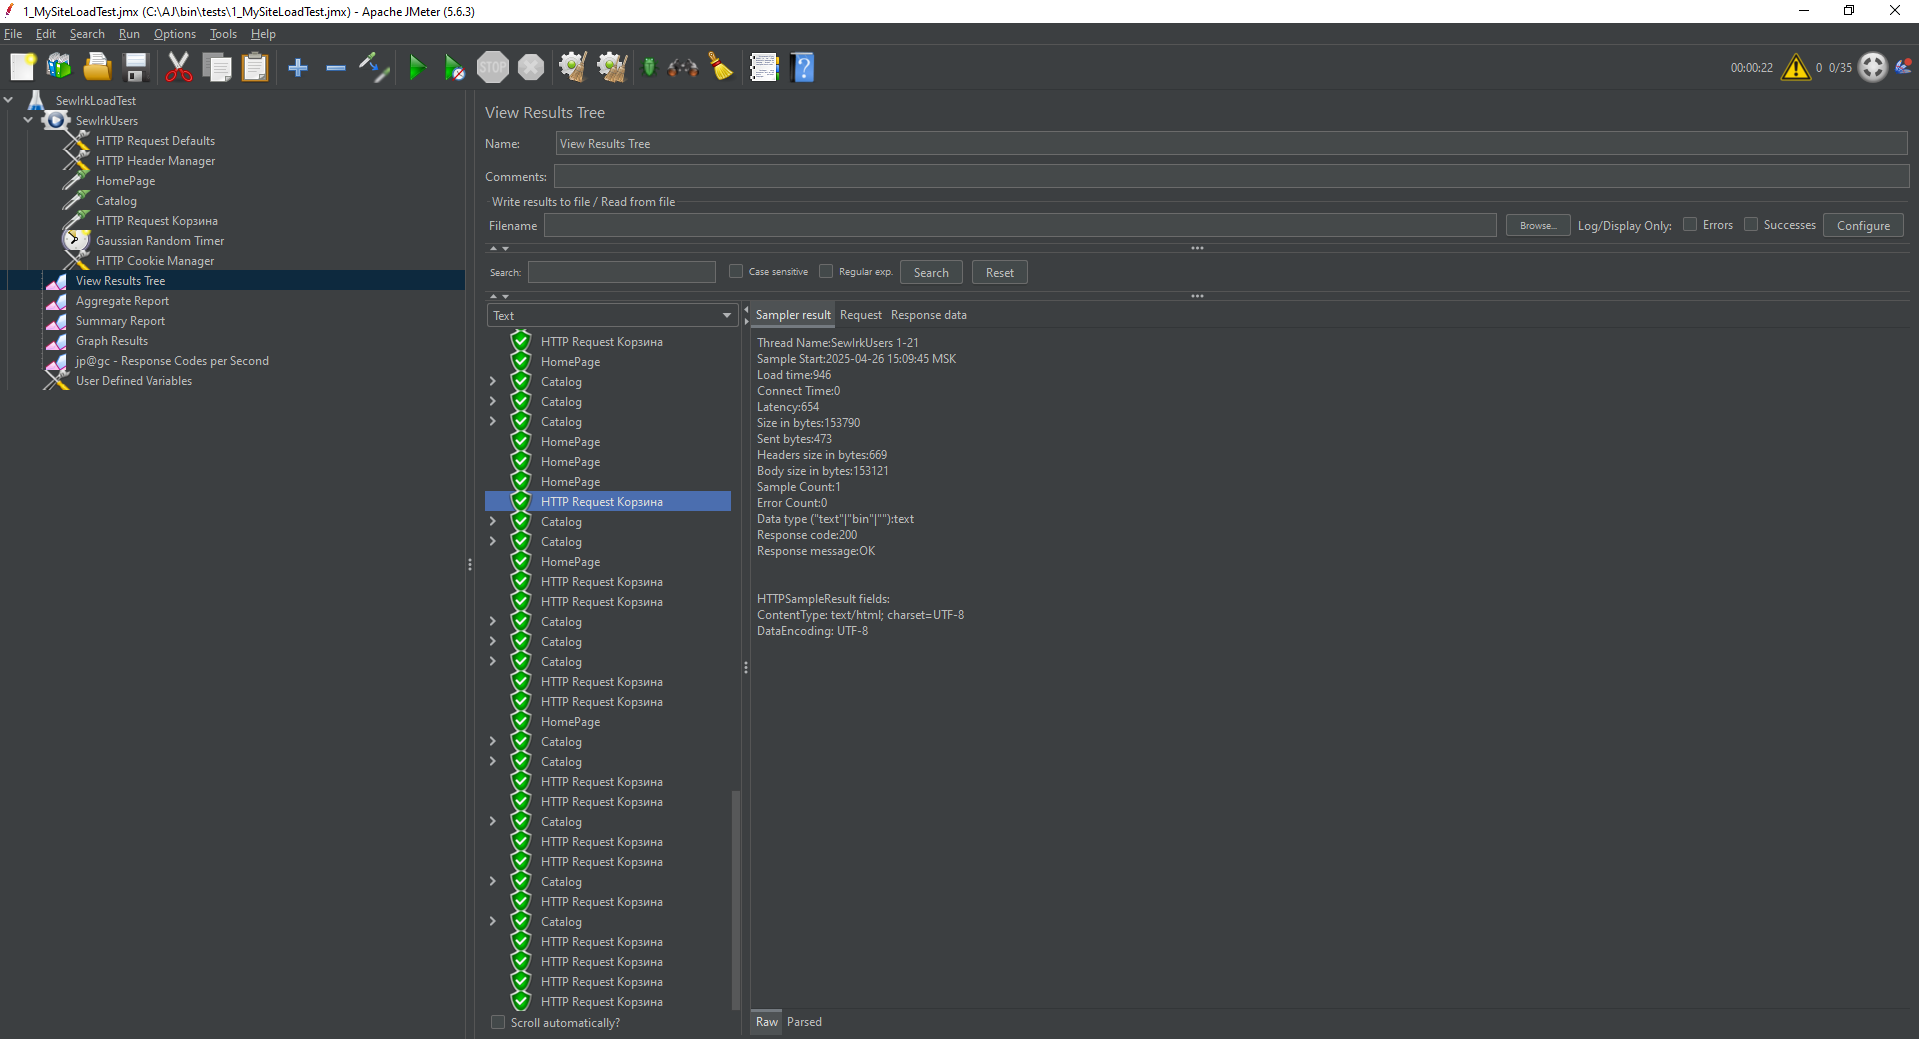 1_MySiteLoadTest.jmx (C:\AJ\bin\tests\1_MySiteLoadTest.jmx) - Apache JMeter (5.6.3)
File Edit Search Run Options Tools Help
STOP
00:00:22 0 0/35
SewIrkLoadTest
SewIrkUsers
HTTP Request Defaults
HTTP Header Manager
HomePage
Catalog
HTTP Request Корзина
Gaussian Random Timer
HTTP Cookie Manager
View Results Tree
Aggregate Report
Summary Report
Graph Results
jp@gc - Response Codes per Second
User Defined Variables
View Results Tree
Name: View Results Tree
Comments:
Write results to file / Read from file
Filename Browse... Log/Display Only: Errors Successes Configure
Search: Case sensitive Regular exp. Search Reset
Text
HTTP Request Корзина
HomePage
Catalog
Catalog
Catalog
HomePage
HomePage
HomePage
HTTP Request Корзина
Catalog
Catalog
HomePage
HTTP Request Корзина
HTTP Request Корзина
Catalog
Catalog
Catalog
HTTP Request Корзина
HTTP Request Корзина
HomePage
Catalog
Catalog
HTTP Request Корзина
HTTP Request Корзина
Catalog
HTTP Request Корзина
HTTP Request Корзина
Catalog
HTTP Request Корзина
Catalog
HTTP Request Корзина
HTTP Request Корзина
HTTP Request Корзина
HTTP Request Корзина
Scroll automatically?
Sampler result Request Response data
Thread Name:SewIrkUsers 1-21
Sample Start:2025-04-26 15:09:45 MSK
Load time:946
Connect Time:0
Latency:654
Size in bytes:153790
Sent bytes:473
Headers size in bytes:669
Body size in bytes:153121
Sample Count:1
Error Count:0
Data type ("text"|"bin"|""):text
Response code:200
Response message:OK
HTTPSampleResult fields:
ContentType: text/html; charset=UTF-8
DataEncoding: UTF-8
Raw Parsed